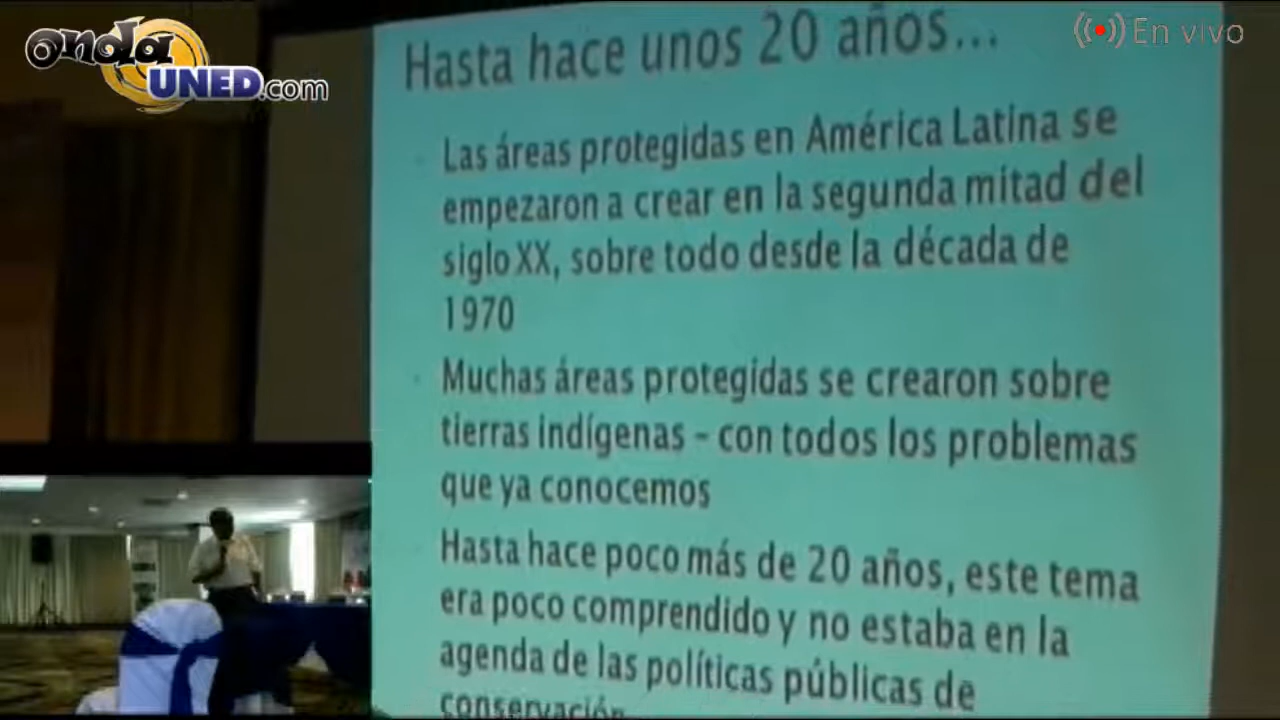 onda
UNED.com
En vivo
Hasta hace unos 20 años...
Las áreas protegidas en América Latina se
empezaron a crear en la segunda mitad del
siglo XX, sobre todo desde la década de
1970
Muchas áreas protegidas se crearon sobre
tierras indígenas – con todos los problemas
que ya conocemos
Hasta hace poco más de 20 años, este tema
era poco comprendido y no estaba en la
agenda de las políticas públicas de
conservación